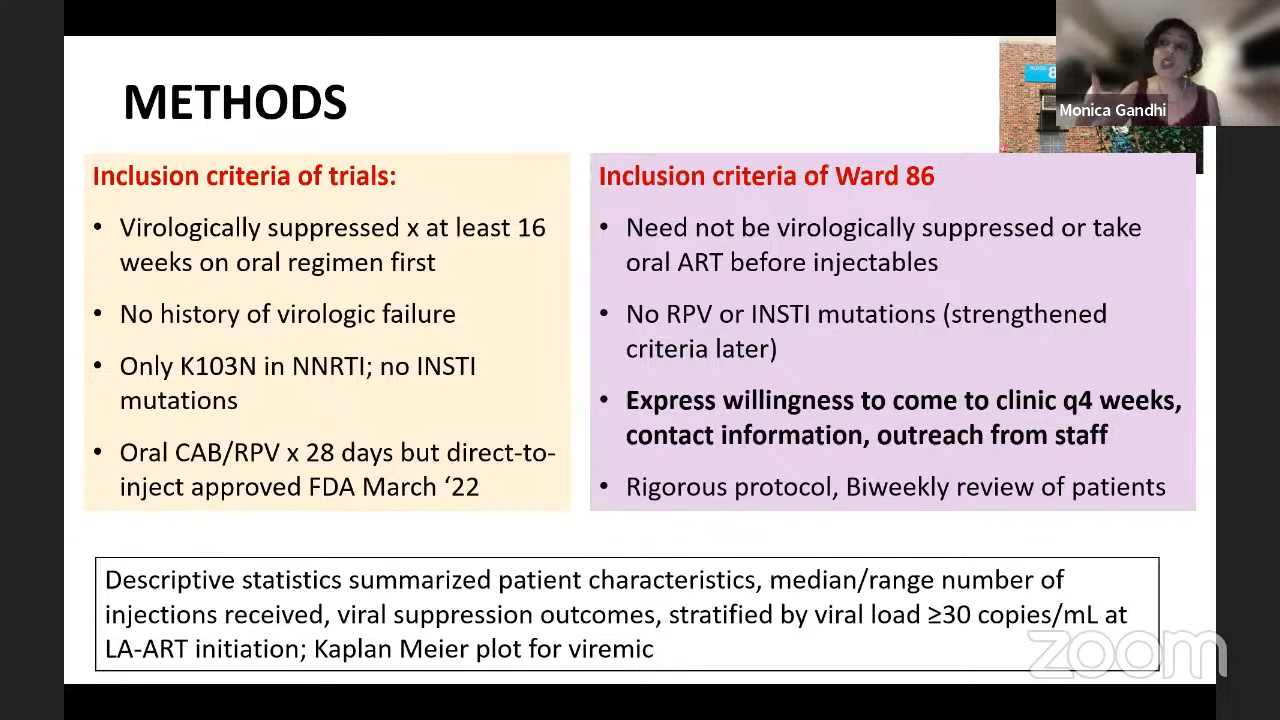 METHODS
8
Monica Gandhi
Inclusion criteria of trials:
• Virologically suppressed x at least 16
weeks on oral regimen first
• No history of virologic failure
• Only K103N in NNRTI; no INSTI
mutations
• Oral CAB/RPV x 28 days but direct-to-
inject approved FDA March ‘22
Inclusion criteria of Ward 86
• Need not be virologically suppressed or take
oral ART before injectables
• No RPV or INSTI mutations (strengthened
criteria later)
• Express willingness to come to clinic q4 weeks,
contact information, outreach from staff
• Rigorous protocol, Biweekly review of patients
Descriptive statistics summarized patient characteristics, median/range number of
injections received, viral suppression outcomes, stratified by viral load ≥30 copies/mL at
LA-ART initiation; Kaplan Meier plot for viremic
zoom